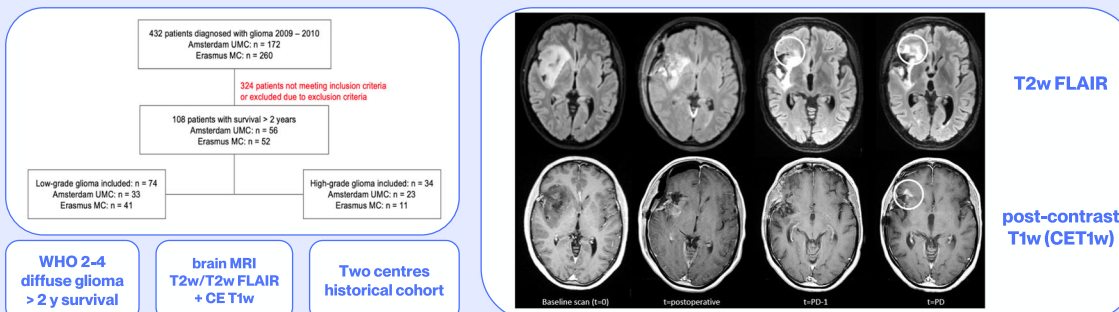 432 patients diagnosed with glioma 2009 – 2010
Amsterdam UMC: n = 172
Erasmus MC: n = 260
324 patients not meeting inclusion criteria
or excluded due to exclusion criteria
108 patients with survival > 2 years
Amsterdam UMC: n = 56
Erasmus MC: n = 52
Low-grade glioma included: n = 74
Amsterdam UMC: n = 33
Erasmus MC: n = 41
High-grade glioma included: n = 34
Amsterdam UMC: n = 23
Erasmus MC: n = 11
WHO 2-4
diffuse glioma
> 2 y survival
brain MRI
T2w/T2w FLAIR
+ CE T1w
Two centres
historical cohort
T2w FLAIR
post-contrast
T1w (CET1w)
Baseline scan (t=0)
t=postoperative
t=PD-1
t=PD